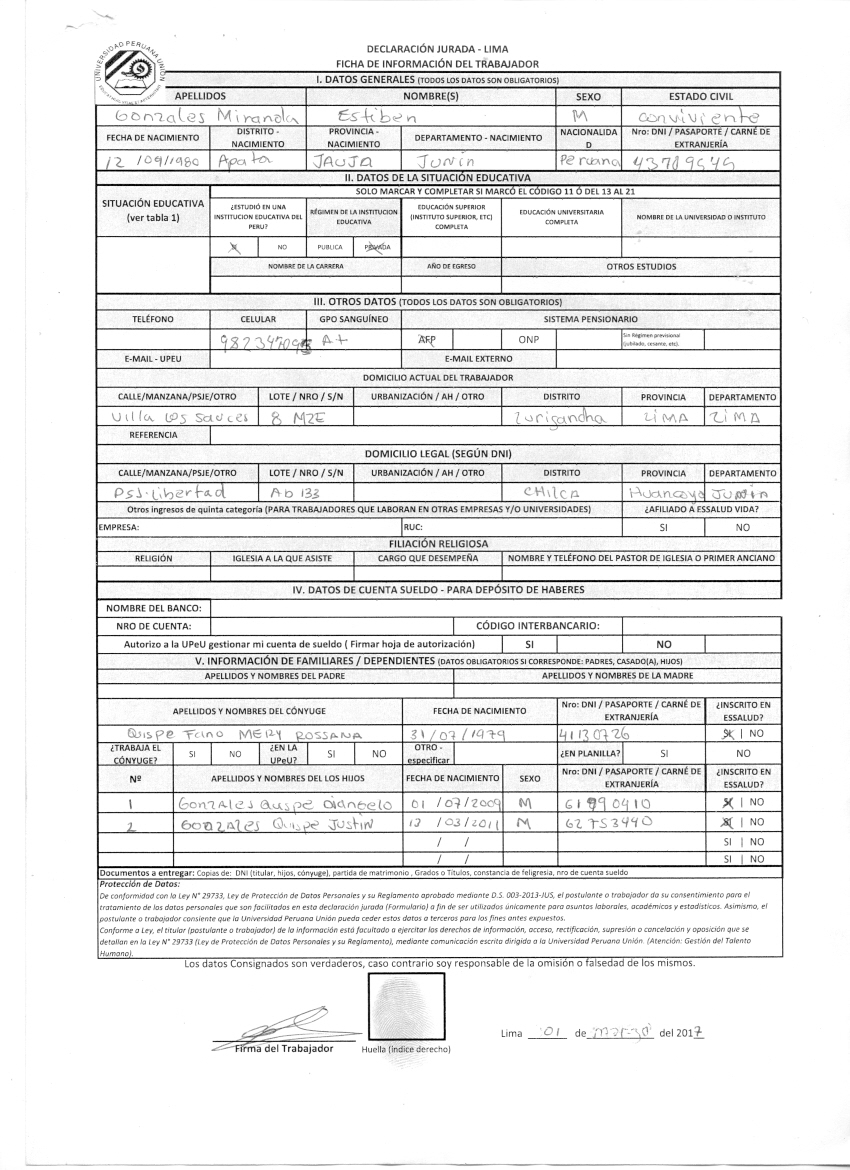 UNIVERSIDAD PERUANA UNION
DECLARACIÓN JURADA - LIMA
FICHA DE INFORMACIÓN DEL TRABAJADOR
I. DATOS GENERALES (TODOS LOS DATOS SON OBLIGATORIOS)
APELLIDOS NOMBRE(S) SEXO ESTADO CIVIL
Gonzales Miranda Estiben M conviviente
FECHA DE NACIMIENTO DISTRITO - NACIMIENTO PROVINCIA - NACIMIENTO DEPARTAMENTO - NACIMIENTO NACIONALIDAD Nro: DNI / PASAPORTE / CARNÉ DE EXTRANJERÍA
12 /09/1980 Apata JAUJA Junín Peruana
II. DATOS DE LA SITUACIÓN EDUCATIVA
SOLO MARCAR Y COMPLETAR SI MARCÓ EL CÓDIGO 11 Ó DEL 13 AL 21
SITUACIÓN EDUCATIVA (ver tabla 1) ¿ESTUDIÓ EN UNA INSTITUCION EDUCATIVA DEL PERU? RÉGIMEN DE LA INSTITUCION EDUCATIVA EDUCACIÓN SUPERIOR (INSTITUTO SUPERIOR, ETC) COMPLETA EDUCACIÓN UNIVERSITARIA COMPLETA NOMBRE DE LA UNIVERSIDAD O INSTITUTO
NO PUBLICA PRIVADA
NOMBRE DE LA CARRERA AÑO DE EGRESO OTROS ESTUDIOS
III. OTROS DATOS (TODOS LOS DATOS SON OBLIGATORIOS)
TELÉFONO CELULAR GPO SANGUÍNEO SISTEMA PENSIONARIO
A+ AFP ONP Sin Régimen previsional (jubilado, cesante, etc).
E-MAIL - UPEU E-MAIL EXTERNO
DOMICILIO ACTUAL DEL TRABAJADOR
CALLE/MANZANA/PSJE/OTRO LOTE / NRO / S/N URBANIZACIÓN / AH / OTRO DISTRITO PROVINCIA DEPARTAMENTO
Villa los sauces 8 MZE Lurigancha LIMA LIMA
REFERENCIA
DOMICILIO LEGAL (SEGÚN DNI)
CALLE/MANZANA/PSJE/OTRO LOTE / NRO / S/N URBANIZACIÓN / AH / OTRO DISTRITO PROVINCIA DEPARTAMENTO
PSJ. Libertad Ab 133 CHILCA Huancayo JUNIN
Otros ingresos de quinta categoría (PARA TRABAJADORES QUE LABORAN EN OTRAS EMPRESAS Y/O UNIVERSIDADES) ¿AFILIADO A ESSALUD VIDA?
EMPRESA: RUC: SI NO
FILIACIÓN RELIGIOSA
RELIGIÓN IGLESIA A LA QUE ASISTE CARGO QUE DESEMPEÑA NOMBRE Y TELÉFONO DEL PASTOR DE IGLESIA O PRIMER ANCIANO
IV. DATOS DE CUENTA SUELDO - PARA DEPÓSITO DE HABERES
NOMBRE DEL BANCO:
NRO DE CUENTA: CÓDIGO INTERBANCARIO:
Autorizo a la UPeU gestionar mi cuenta de sueldo ( Firmar hoja de autorización) SI NO
V. INFORMACIÓN DE FAMILIARES / DEPENDIENTES (DATOS OBLIGATORIOS SI CORRESPONDE: PADRES, CASADO(A), HIJOS)
APELLIDOS Y NOMBRES DEL PADRE APELLIDOS Y NOMBRES DE LA MADRE
APELLIDOS Y NOMBRES DEL CÓNYUGE FECHA DE NACIMIENTO Nro: DNI / PASAPORTE / CARNÉ DE EXTRANJERÍA ¿INSCRITO EN ESSALUD?
Quispe Fano MERY ROSSANA 31/07/1979 41130726 SI | NO
¿TRABAJA EL CÓNYUGE? SI NO ¿EN LA UPeU? SI NO OTRO - especificar ¿EN PLANILLA? SI NO
Nº APELLIDOS Y NOMBRES DEL LOS HIJOS FECHA DE NACIMIENTO SEXO Nro: DNI / PASAPORTE / CARNÉ DE EXTRANJERÍA ¿INSCRITO EN ESSALUD?
1 Gonzales Quispe Diangelo 01 /07/2009 M 61990410 SI | NO
2 GONZALES Quispe JUSTIN 12 /03/2011 M 62753440 SI | NO
/ / SI | NO
/ / SI | NO
Documentos a entregar: Copias de: DNI (titular, hijos, cónyuge), partida de matrimonio , Grados o Títulos, constancia de feligresia, nro de cuenta sueldo
Protección de Datos:
De conformidad con la Ley N° 29733, Ley de Protección de Datos Personales y su Reglamento aprobado mediante D.S. 003-2013-JUS, el postulante o trabajador da su consentimiento para el
tratamiento de los datos personales que son facilitados en esta declaración jurada (Formulario) a fin de ser utilizados únicamente para asuntos laborales, académicos y estadísticos. Asimismo, el
postulante o trabajador consiente que la Universidad Peruana Unión pueda ceder estos datos a terceros para los fines antes expuestos.
Conforme a Ley, el titular (postulante o trabajador) de la información está facultado a ejercitar los derechos de información, acceso, rectificación, supresión o cancelación y oposición que se
detallan en la Ley N° 29733 (Ley de Protección de Datos Personales y su Reglamento), mediante comunicación escrita dirigido a la Universidad Peruana Unión. (Atención: Gestión del Talento
Humano).
Los datos Consignados son verdaderos, caso contrario soy responsable de la omisión o falsedad de los mismos.
Lima 01 de marzo del 2017
Firma del Trabajador Huella (índice derecho)